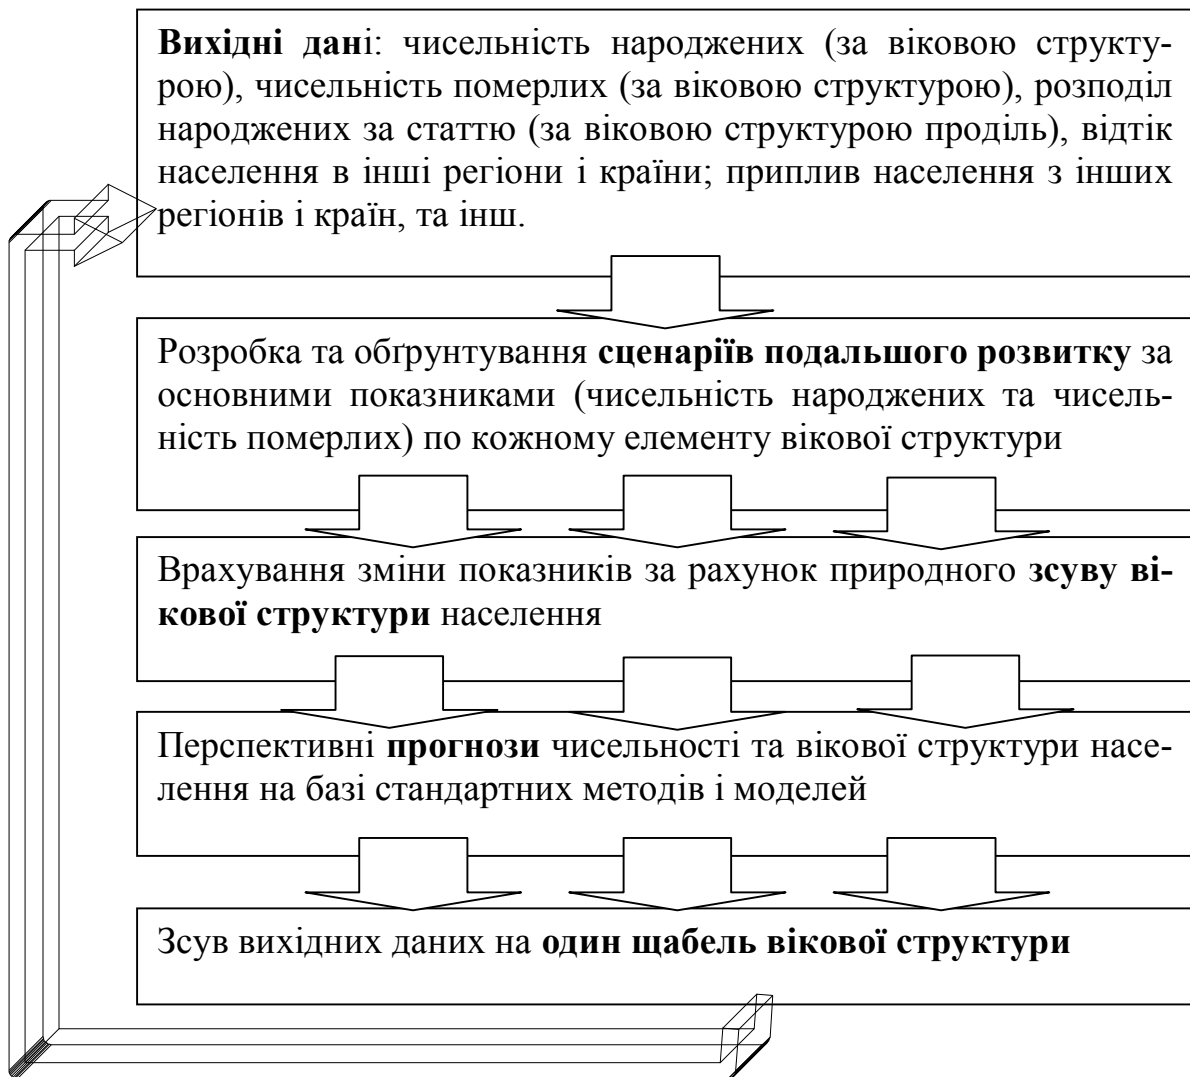 Вихідні дані: чисельність народжених (за віковою структу-
рою), чисельність померлих (за віковою структурою), розподіл
народжених за статтю (за віковою структурою проділь), відтік
населення в інші регіони і країни; приплив населення з інших
регіонів і країн, та інш.
Розробка та обґрунтування сценаріїв подальшого розвитку за
основними показниками (чисельність народжених та чисель-
ність померлих) по кожному елементу вікової структури
Врахування зміни показників за рахунок природного зсуву ві-
кової структури населення
Перспективні прогнози чисельності та вікової структури насе-
лення на базі стандартних методів і моделей
Зсув вихідних даних на один щабель вікової структури